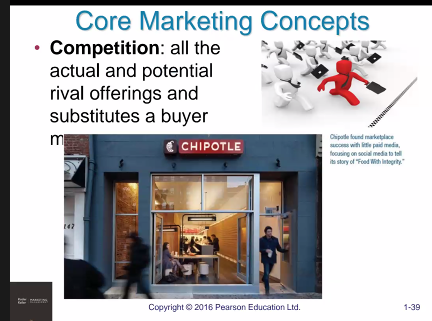 Core Marketing Concepts
• Competition: all the
actual and potential
rival offerings and
substitutes a buyer
m
CHIPOTLE
Chipotle found marketplace
success with little paid media,
focusing on social media to tell
its story of "Food With Integrity."
Copyright © 2016 Pearson Education Ltd.
1-39